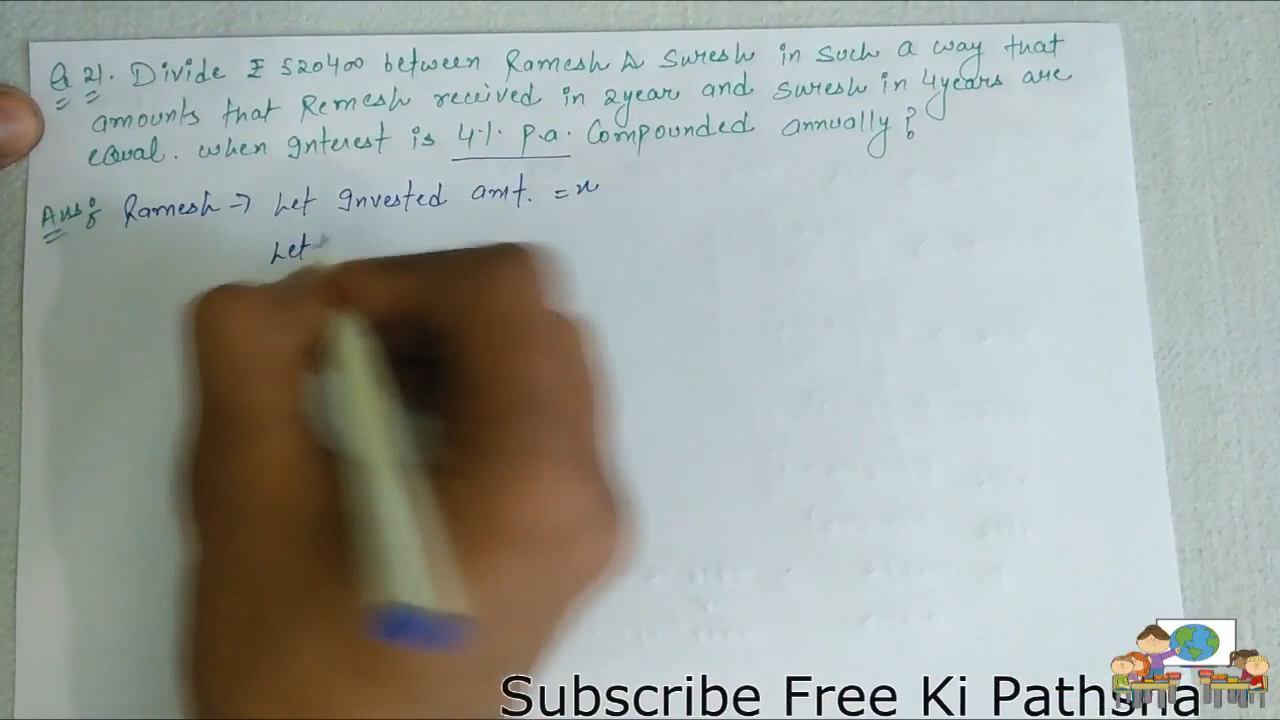 Q 21. Divide ₹ 520400 between Ramesh & Suresh in such a way that
amounts that Remesh received in 2year and suresh in 4years are
equal. when Interest is 4% p.a. Compounded annually?
Ans: Ramesh → Let Invested amt. = x
Let
Subscribe Free Ki Pathsha